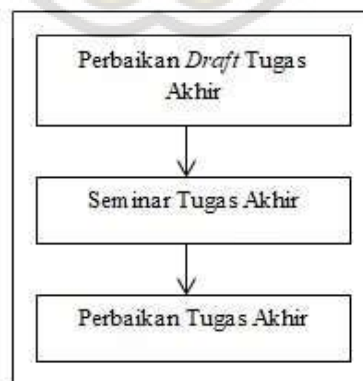 Perbaikan Draft Tugas
Akhir
Seminar Tugas Akhir
Perbaikan Tugas Akhir